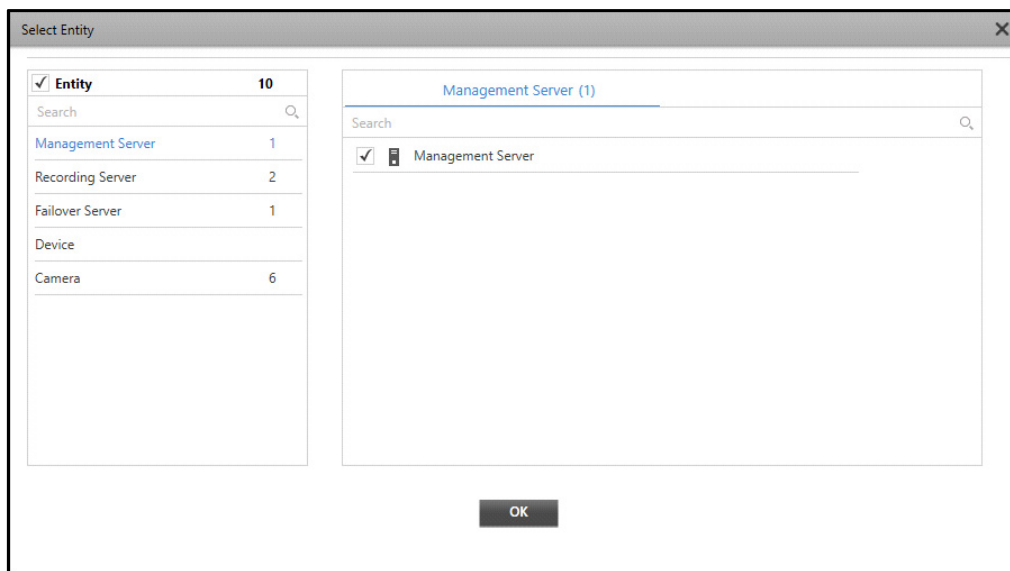 Select Entity
Entity 10
Search
Management Server 1
Recording Server 2
Failover Server 1
Device
Camera 6
Management Server (1)
Search
Management Server
OK